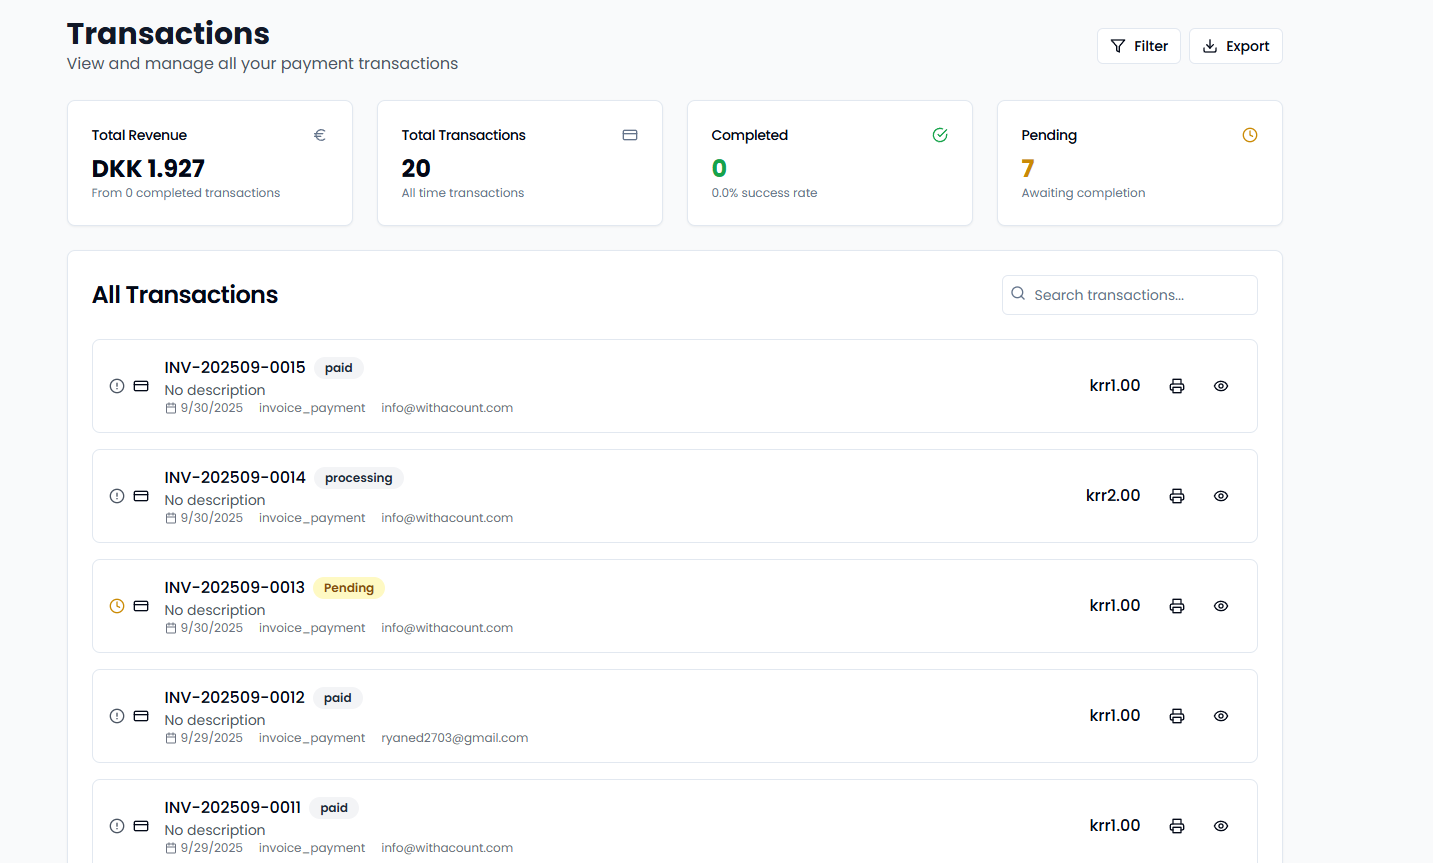 Transactions
View and manage all your payment transactions
Filter
Export
Total Revenue
€
DKK 1.927
From 0 completed transactions
Total Transactions
20
All time transactions
Completed
0
0.0% success rate
Pending
7
Awaiting completion
All Transactions
Search transactions...
INV-202509-0015 paid
No description
9/30/2025 invoice_payment info@withacount.com
krr1.00
INV-202509-0014 processing
No description
9/30/2025 invoice_payment info@withacount.com
krr2.00
INV-202509-0013 Pending
No description
9/30/2025 invoice_payment info@withacount.com
krr1.00
INV-202509-0012 paid
No description
9/29/2025 invoice_payment ryaned2703@gmail.com
krr1.00
INV-202509-0011 paid
No description
9/29/2025 invoice_payment info@withacount.com
krr1.00